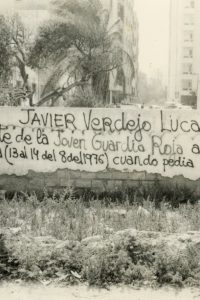 JAVIER Verdejo Luca
te de la Joven Guardia Roja a
(13 al 14 del 8 del 1976) cuando pedia